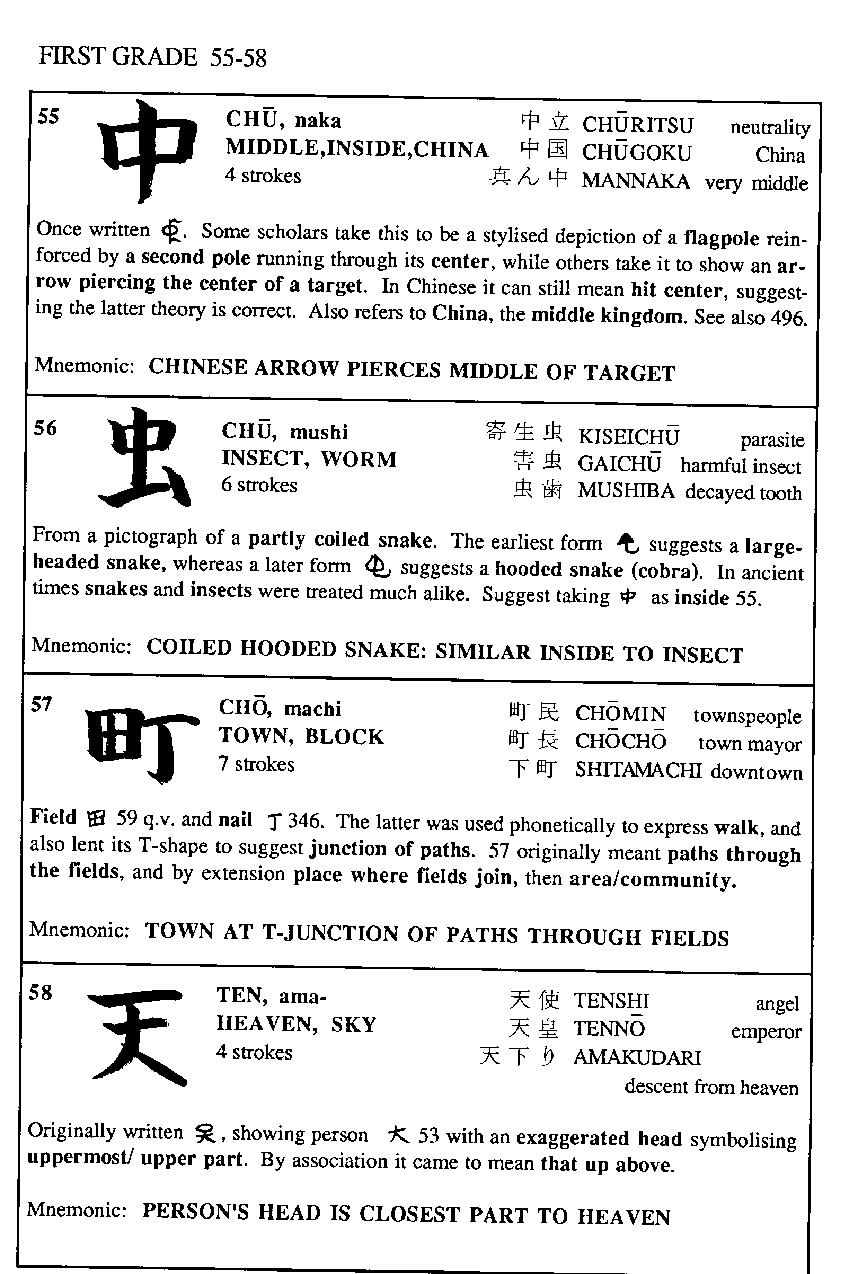 FIRST GRADE 55-58
55 中 CHŪ, naka 中立 CHŪRITSU neutrality
MIDDLE,INSIDE,CHINA 中国 CHŪGOKU China
4 strokes 真ん中 MANNAKA very middle
Once written . Some scholars take this to be a stylised depiction of a flagpole rein-
forced by a second pole running through its center, while others take it to show an ar-
row piercing the center of a target. In Chinese it can still mean hit center, suggest-
ing the latter theory is correct. Also refers to China, the middle kingdom. See also 496.
Mnemonic: CHINESE ARROW PIERCES MIDDLE OF TARGET
56 虫 CHŪ, mushi 寄生虫 KISEICHŪ parasite
INSECT, WORM 害虫 GAICHŪ harmful insect
6 strokes 虫歯 MUSHIBA decayed tooth
From a pictograph of a partly coiled snake. The earliest form suggests a large-
headed snake, whereas a later form suggests a hooded snake (cobra). In ancient
times snakes and insects were treated much alike. Suggest taking 中 as inside 55.
Mnemonic: COILED HOODED SNAKE: SIMILAR INSIDE TO INSECT
57 町 CHŌ, machi 町民 CHŌMIN townspeople
TOWN, BLOCK 町長 CHŌCHŌ town mayor
7 strokes 下町 SHITAMACHI downtown
Field 田 59 q.v. and nail 丁 346. The latter was used phonetically to express walk, and
also lent its T-shape to suggest junction of paths. 57 originally meant paths through
the fields, and by extension place where fields join, then area/community.
Mnemonic: TOWN AT T-JUNCTION OF PATHS THROUGH FIELDS
58 天 TEN, ama- 天使 TENSHI angel
HEAVEN, SKY 天皇 TENNŌ emperor
4 strokes 天下り AMAKUDARI
descent from heaven
Originally written , showing person 大 53 with an exaggerated head symbolising
uppermost/ upper part. By association it came to mean that up above.
Mnemonic: PERSON'S HEAD IS CLOSEST PART TO HEAVEN